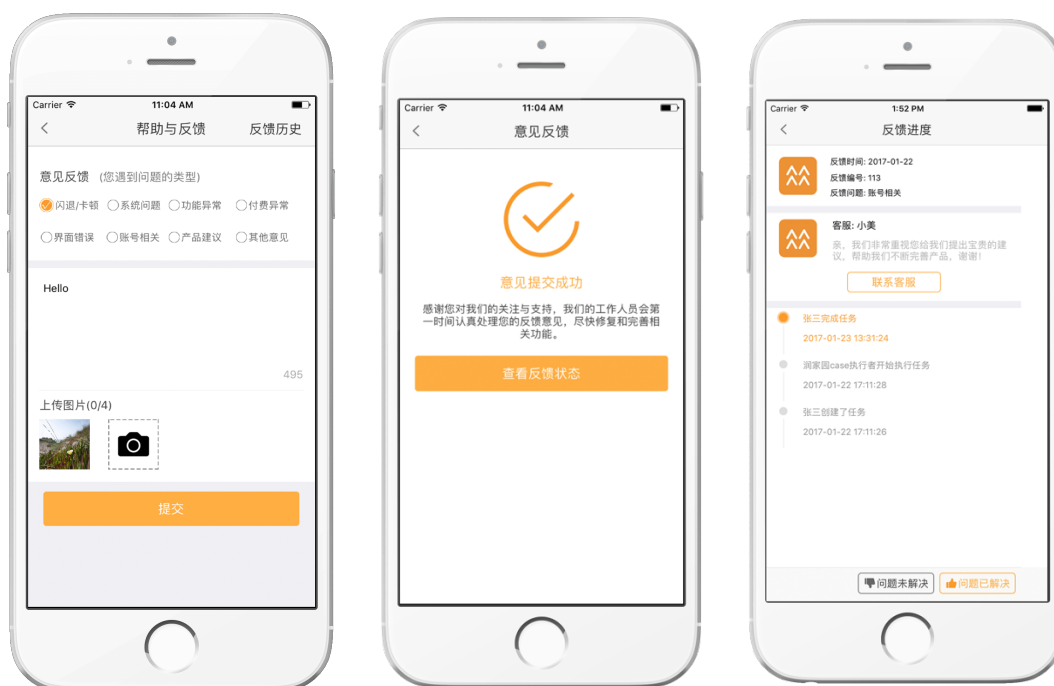 Carrier 11:04 AM
帮助与反馈 反馈历史
意见反馈 (您遇到问题的类型)
闪退/卡顿 系统问题 功能异常 付费异常
界面错误 账号相关 产品建议 其他意见
Hello
495
上传图片(0/4)
提交
Carrier 11:04 AM
意见反馈
意见提交成功
感谢您对我们的关注与支持，我们的工作人员会第
一时间认真处理您的反馈意见，尽快修复和完善相
关功能。
查看反馈状态
Carrier 1:52 PM
反馈进度
反馈时间: 2017-01-22
反馈编号: 113
反馈问题: 账号相关
客服: 小美
亲，我们非常重视您给我们提出宝贵的建
议，帮助我们不断完善产品，谢谢！
联系客服
张三完成任务
2017-01-23 13:31:24
润家园case执行者开始执行任务
2017-01-22 17:11:28
张三创建了任务
2017-01-22 17:11:26
问题未解决 问题已解决